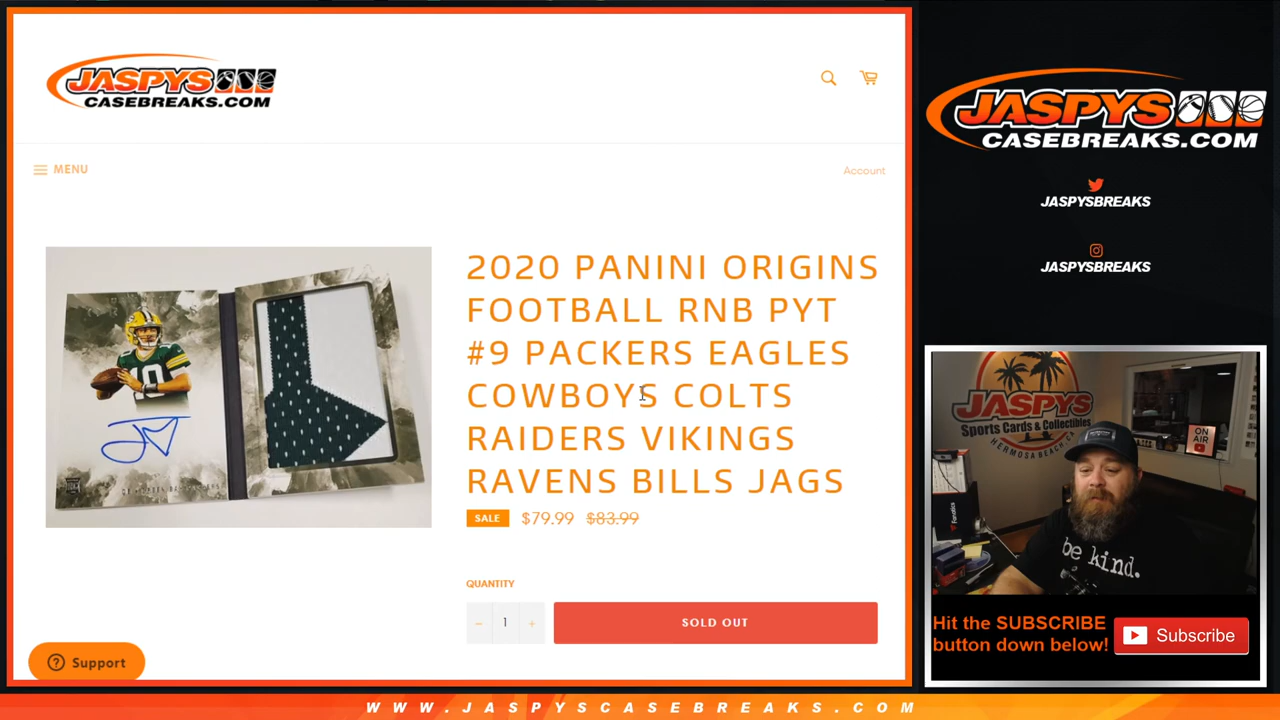 JASPYS
CASEBREAKS.COM
MENU
Account
2020 PANINI ORIGINS
FOOTBALL RNB PYT
#9 PACKERS EAGLES
COWBOYS COLTS
RAIDERS VIKINGS
RAVENS BILLS JAGS
SALE $79.99 $83.99
QUANTITY
− 1 +
SOLD OUT
Support
JASPYS
CASEBREAKS.COM
JASPYSBREAKS
JASPYSBREAKS
JASPYS
Sports Cards & Collectibles
HERMOSA BEACH, CA
ON
AIR
Fanatics
be kind.
Hit the SUBSCRIBE
button down below!
Subscribe
WWW.JASPYSCASEBREAKS.COM